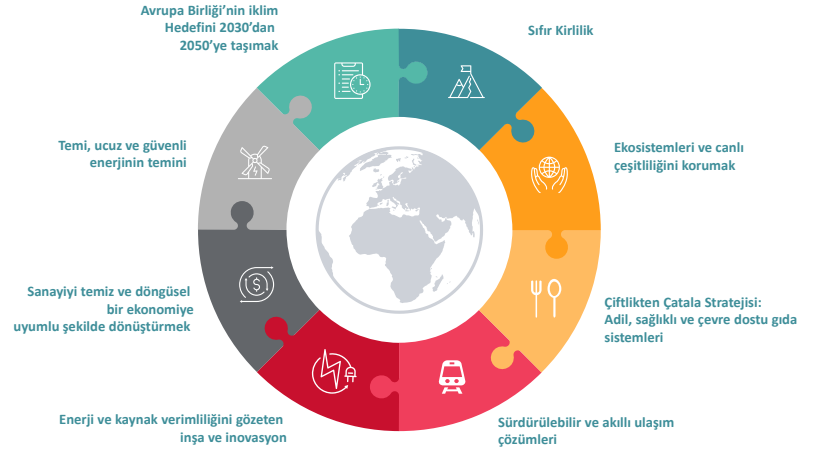 Avrupa Birliği'nin iklim
Hedefini 2030'dan
2050'ye taşımak
Sıfır Kirlilik
Temi, ucuz ve güvenli
enerjinin temini
Ekosistemleri ve canlı
çeşitliliğini korumak
Sanayiyi temiz ve döngüsel
bir ekonomiye
uyumlu şekilde dönüştürmek
Çiftlikten Çatala Stratejisi:
Adil, sağlıklı ve çevre dostu gıda
sistemleri
Enerji ve kaynak verimliliğini gözeten
inşa ve inovasyon
Sürdürülebilir ve akıllı ulaşım
çözümleri
$